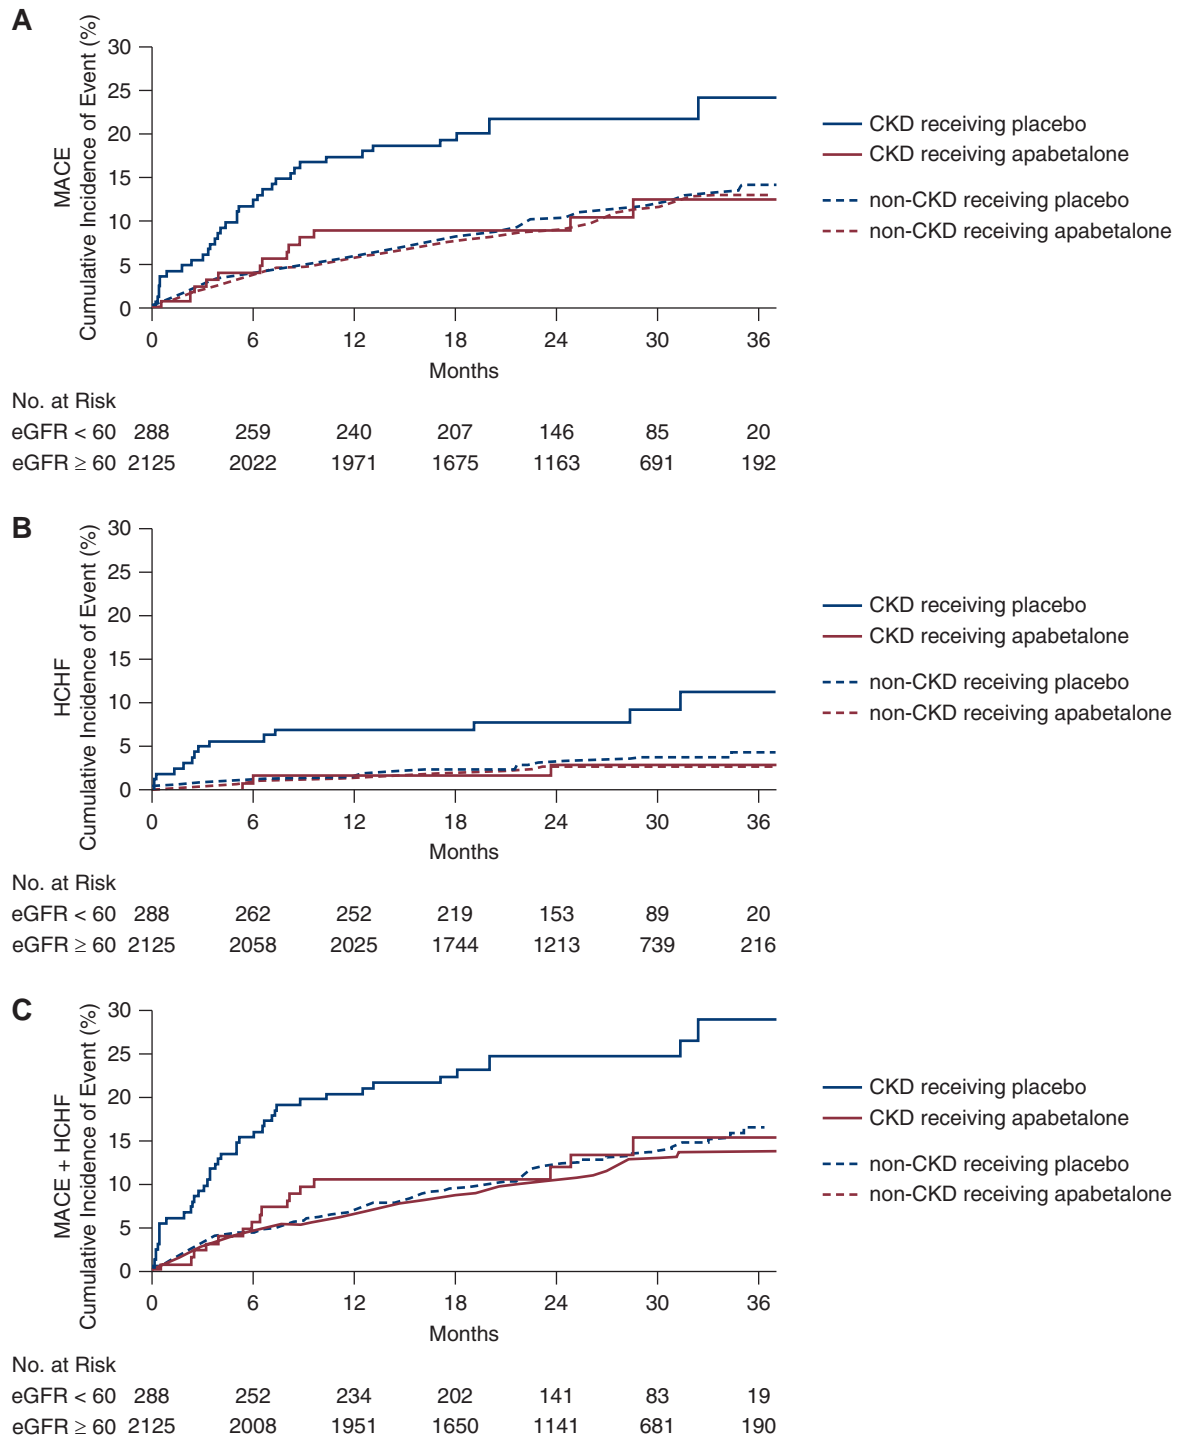 A
MACE
Cumulative Incidence of Event (%)
30
25
20
15
10
5
0
0 6 12 18 24 30 36
Months
CKD receiving placebo
CKD receiving apabetalone
non-CKD receiving placebo
non-CKD receiving apabetalone
No. at Risk
eGFR < 60 288 259 240 207 146 85 20
eGFR ≥ 60 2125 2022 1971 1675 1163 691 192
B
HCHF
Cumulative Incidence of Event (%)
30
25
20
15
10
5
0
0 6 12 18 24 30 36
Months
CKD receiving placebo
CKD receiving apabetalone
non-CKD receiving placebo
non-CKD receiving apabetalone
No. at Risk
eGFR < 60 288 262 252 219 153 89 20
eGFR ≥ 60 2125 2058 2025 1744 1213 739 216
C
MACE + HCHF
Cumulative Incidence of Event (%)
30
25
20
15
10
5
0
0 6 12 18 24 30 36
Months
CKD receiving placebo
CKD receiving apabetalone
non-CKD receiving placebo
non-CKD receiving apabetalone
No. at Risk
eGFR < 60 288 252 234 202 141 83 19
eGFR ≥ 60 2125 2008 1951 1650 1141 681 190